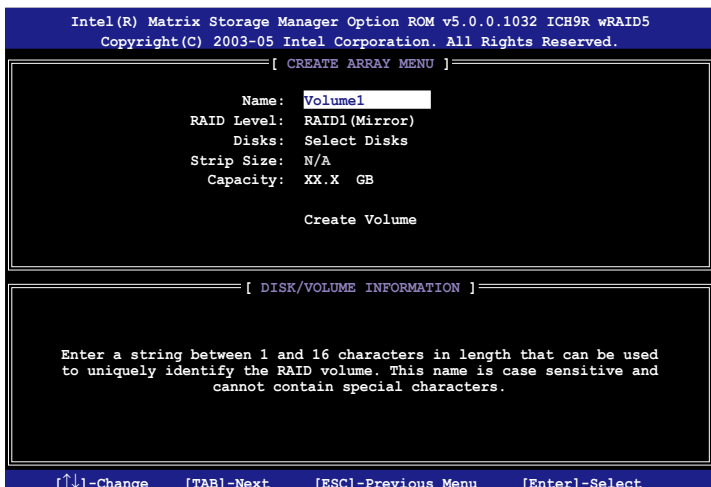 Intel(R) Matrix Storage Manager Option ROM v5.0.0.1032 ICH9R wRAID5
Copyright(C) 2003-05 Intel Corporation. All Rights Reserved.
[ CREATE ARRAY MENU ]
Name: Volume1
RAID Level: RAID1(Mirror)
Disks: Select Disks
Strip Size: N/A
Capacity: XX.X GB
Create Volume
[ DISK/VOLUME INFORMATION ]
Enter a string between 1 and 16 characters in length that can be used
to uniquely identify the RAID volume. This name is case sensitive and
cannot contain special characters.
[↑↓]-Change [TAB]-Next [ESC]-Previous Menu [Enter]-Select